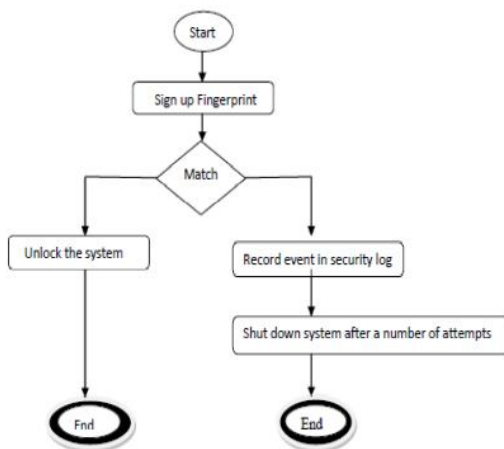 Start
Sign up Fingerprint
Match
Unlock the system
Record event in security log
Shut down system after a number of attempts
End
End